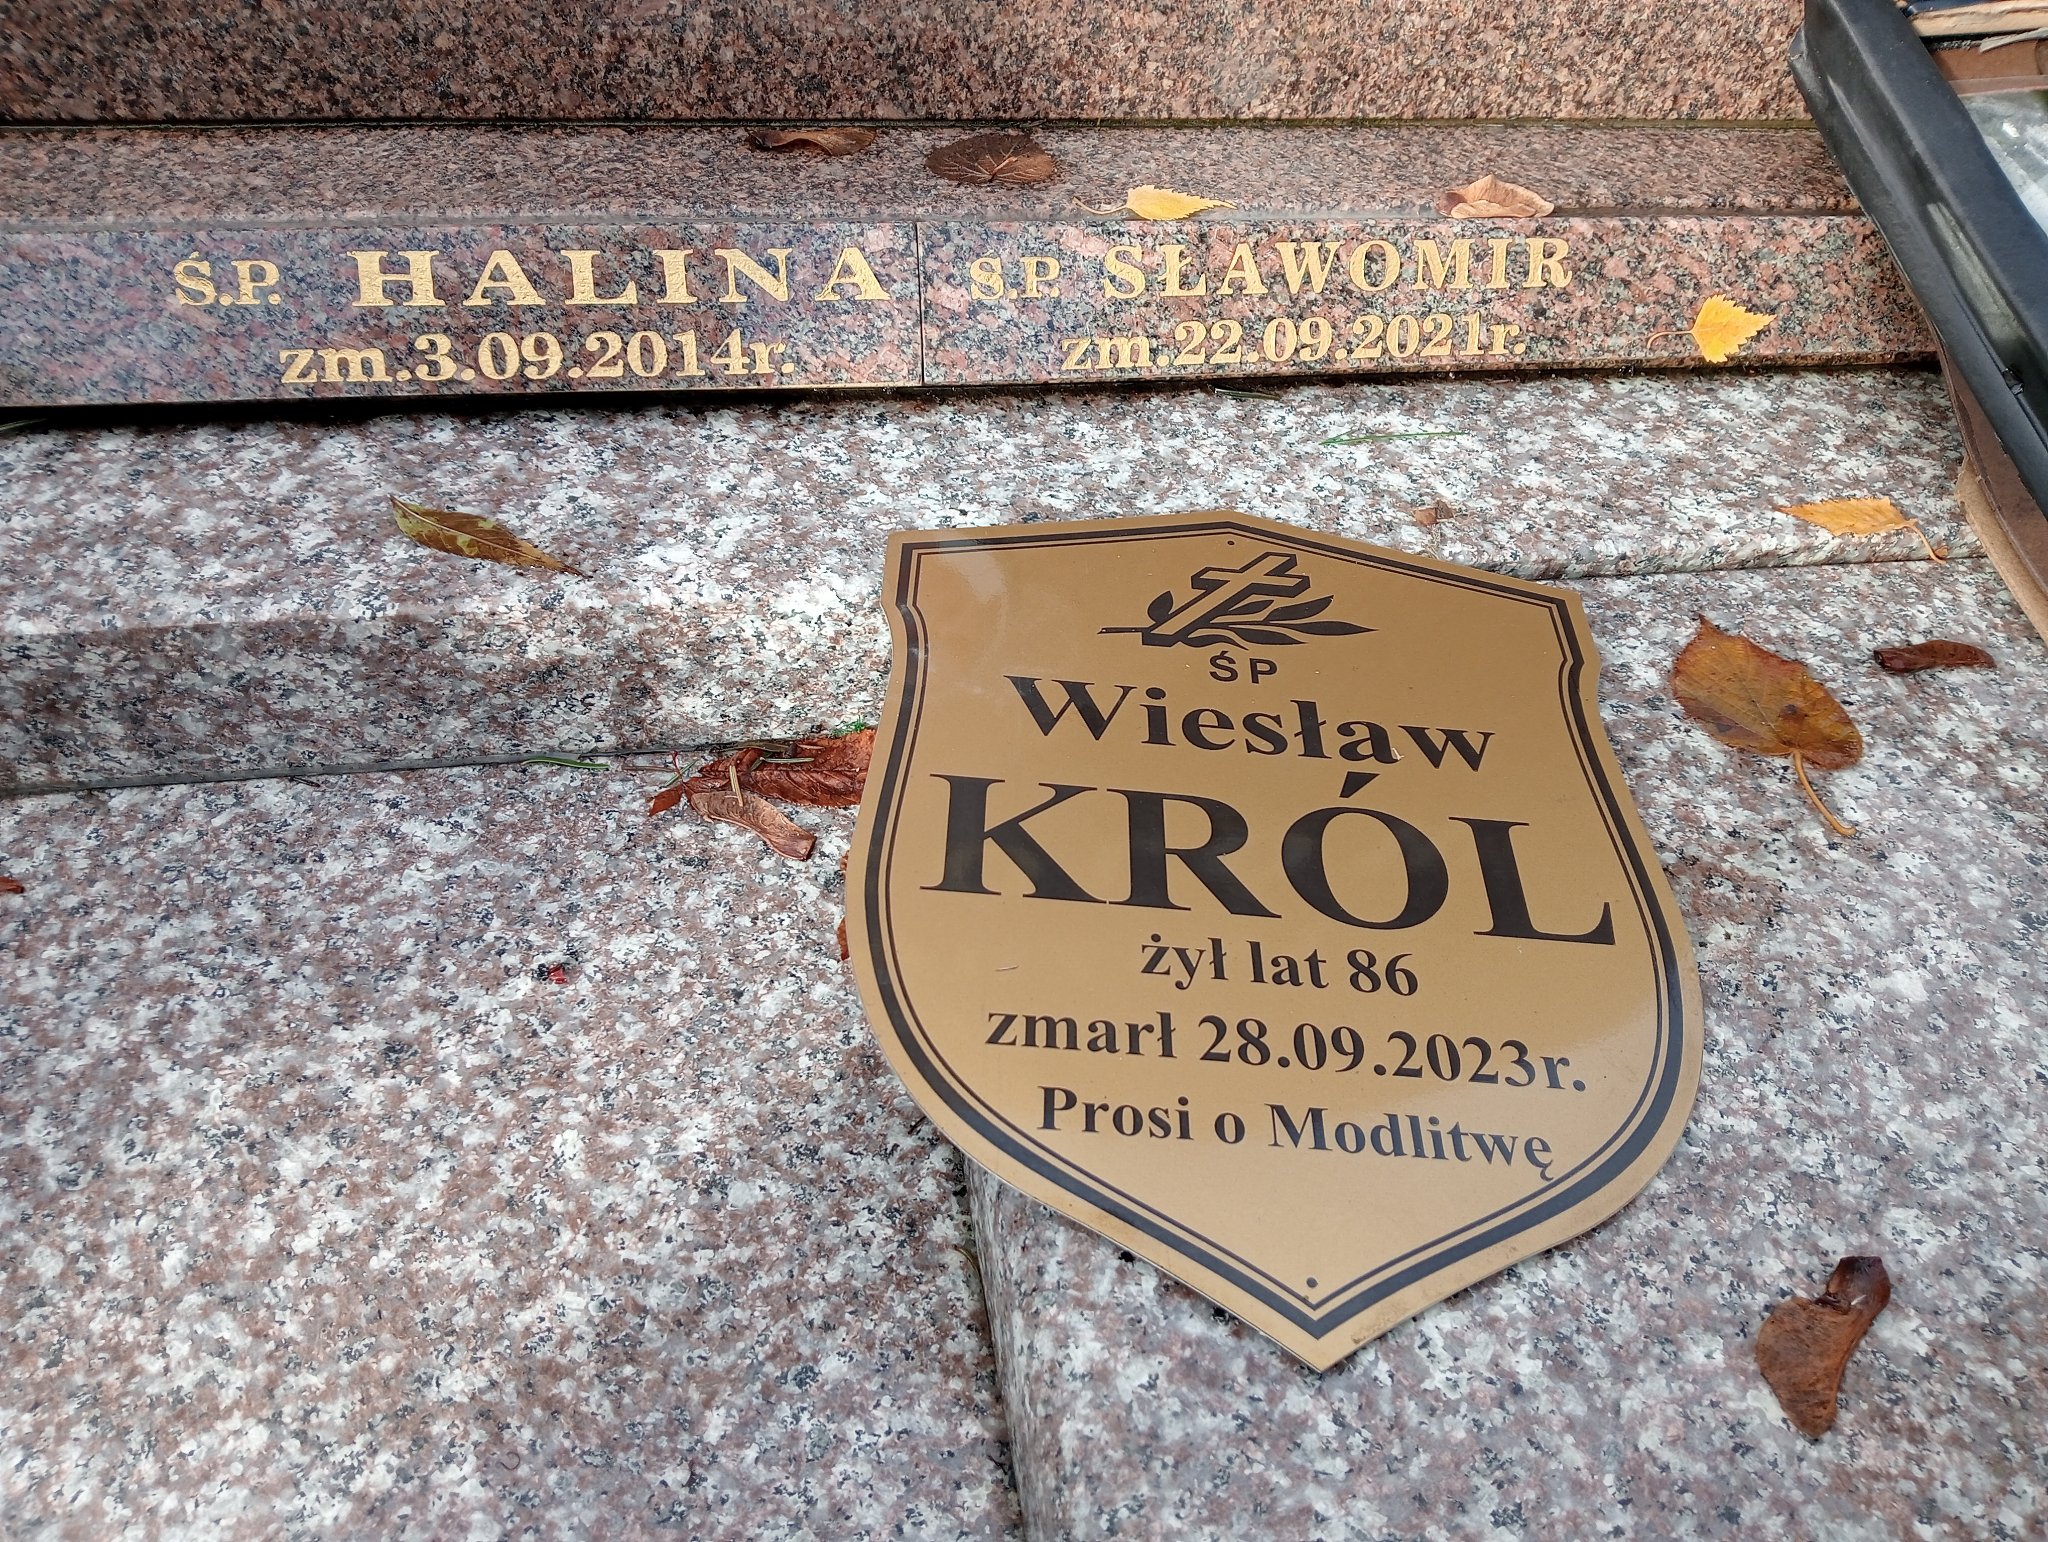 Ś.P. HALINA
zm.3.09.2014r.
Ś.P. SŁAWOMIR
zm.22.09.2021r.
ŚP
Wiesław
KRÓL
żył lat 86
zmarł 28.09.2023r.
Prosi o Modlitwę